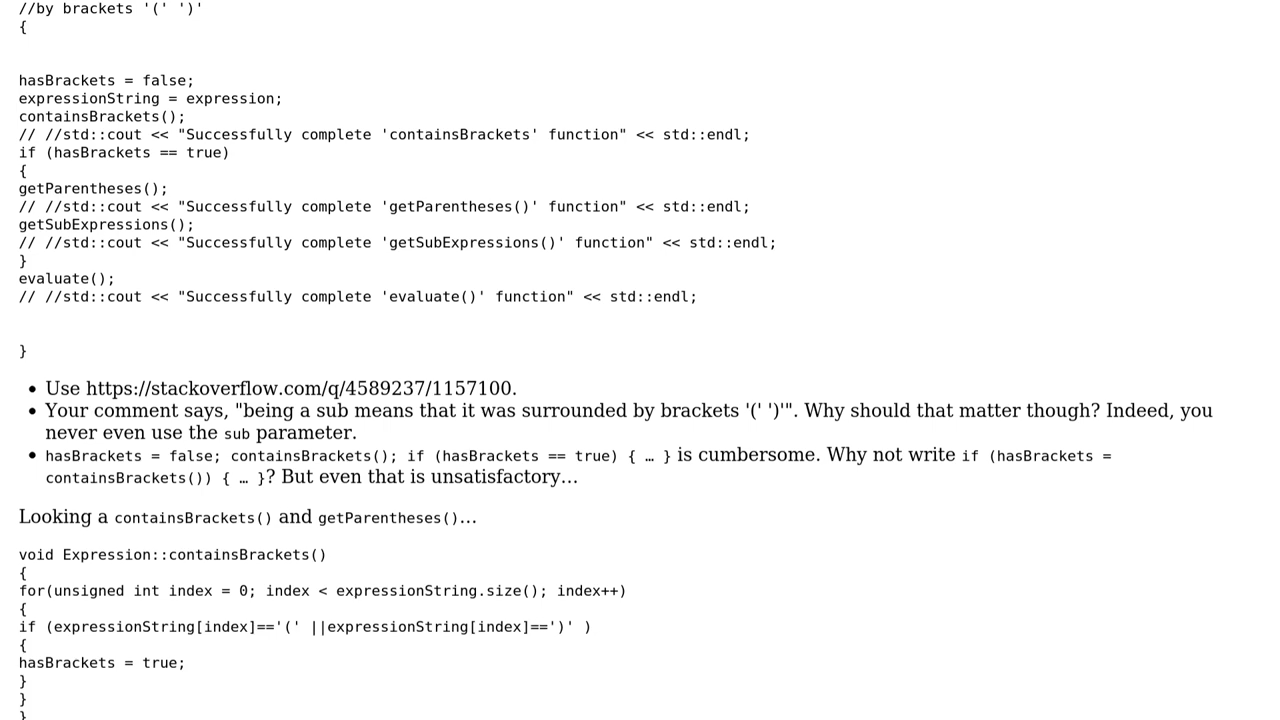 //by brackets '(' ')'
{
hasBrackets = false;
expressionString = expression;
containsBrackets();
// //std::cout << "Successfully complete 'containsBrackets' function" << std::endl;
if (hasBrackets == true)
{
getParentheses();
// //std::cout << "Successfully complete 'getParentheses()' function" << std::endl;
getSubExpressions();
// //std::cout << "Successfully complete 'getSubExpressions()' function" << std::endl;
}
evaluate();
// //std::cout << "Successfully complete 'evaluate()' function" << std::endl;
}
• Use https://stackoverflow.com/q/4589237/1157100.
• Your comment says, "being a sub means that it was surrounded by brackets '(' ')'". Why should that matter though? Indeed, you
never even use the sub parameter.
• hasBrackets = false; containsBrackets(); if (hasBrackets == true) { … } is cumbersome. Why not write if (hasBrackets =
containsBrackets()) { … }? But even that is unsatisfactory…
Looking a containsBrackets() and getParentheses()…
void Expression::containsBrackets()
{
for(unsigned int index = 0; index < expressionString.size(); index++)
{
if (expressionString[index]=='(' ||expressionString[index]==')' )
{
hasBrackets = true;
}
}
}